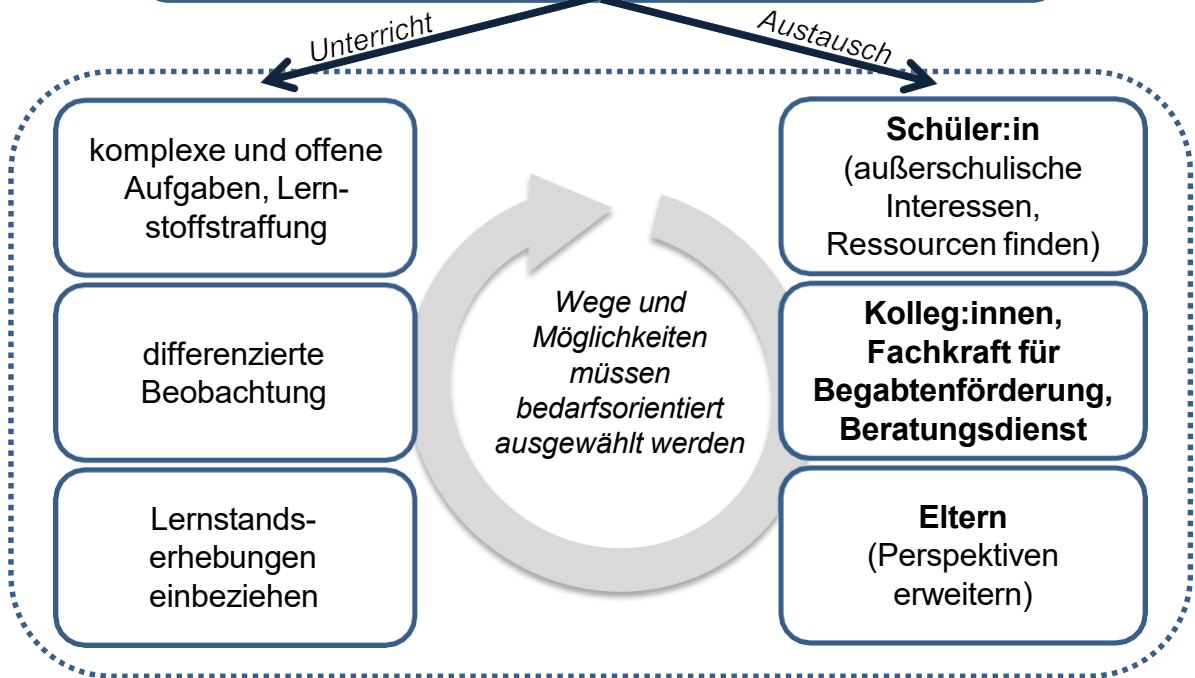 Unterricht
Austausch
komplexe und offene
Aufgaben, Lern-
stoffstraffung
differenzierte
Beobachtung
Lernstands-
erhebungen
einbeziehen
Wege und
Möglichkeiten
müssen
bedarfsorientiert
ausgewählt werden
Schüler:in
(außerschulische
Interessen,
Ressourcen finden)
Kolleg:innen,
Fachkraft für
Begabtenförderung,
Beratungsdienst
Eltern
(Perspektiven
erweitern)